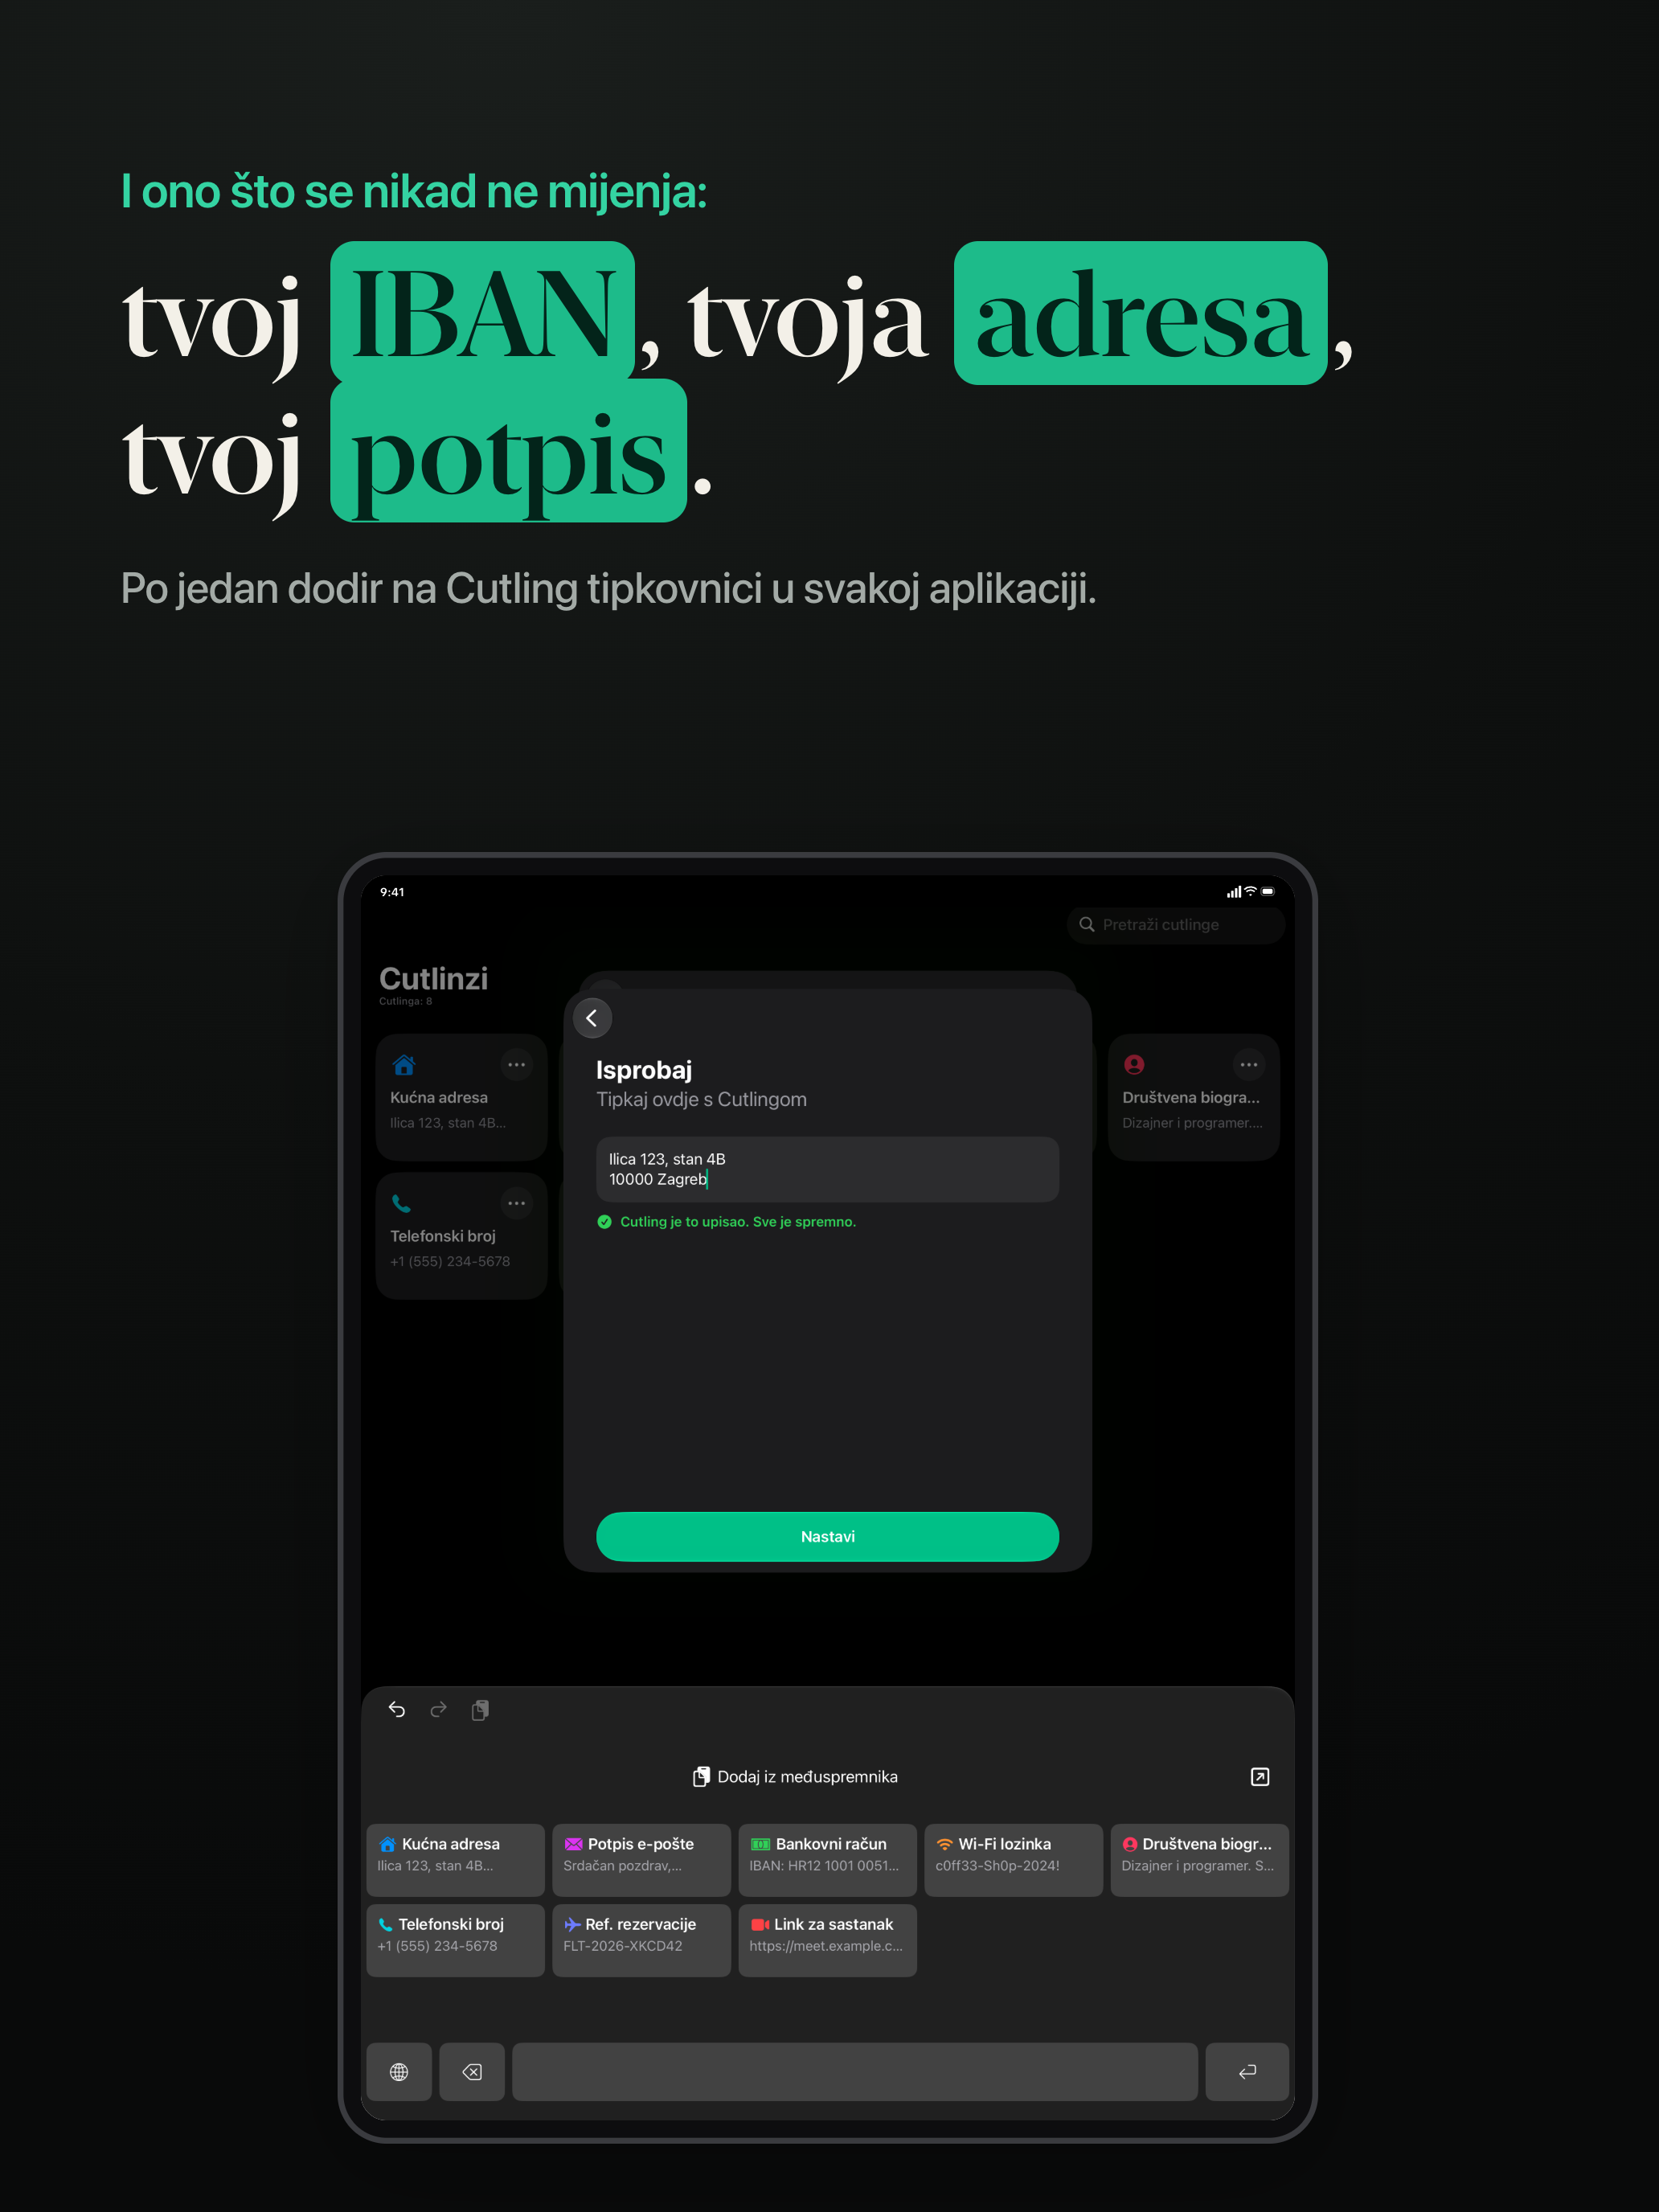 I ono što se nikad ne mijenja:
tvoj IBAN, tvoja adresa,
tvoj potpis.
Po jedan dodir na Cutling tipkovnici u svakoj aplikaciji.
9:41
Pretraži cutlinge
Cutlinzi
Cutlinga: 8
Kućna adresa
Ilica 123, stan 4B...
Društvena biogra...
Dizajner i programer....
Telefonski broj
+1 (555) 234-5678
Isprobaj
Tipkaj ovdje s Cutlingom
Ilica 123, stan 4B
10000 Zagreb
Cutling je to upisao. Sve je spremno.
Nastavi
Dodaj iz međuspremnika
Kućna adresa
Ilica 123, stan 4B...
Potpis e-pošte
Srdačan pozdrav,...
Bankovni račun
IBAN: HR12 1001 0051...
Wi-Fi lozinka
c0ff33-Sh0p-2024!
Društvena biogr...
Dizajner i programer. S...
Telefonski broj
+1 (555) 234-5678
Ref. rezervacije
FLT-2026-XKCD42
Link za sastanak
https://meet.example.c...